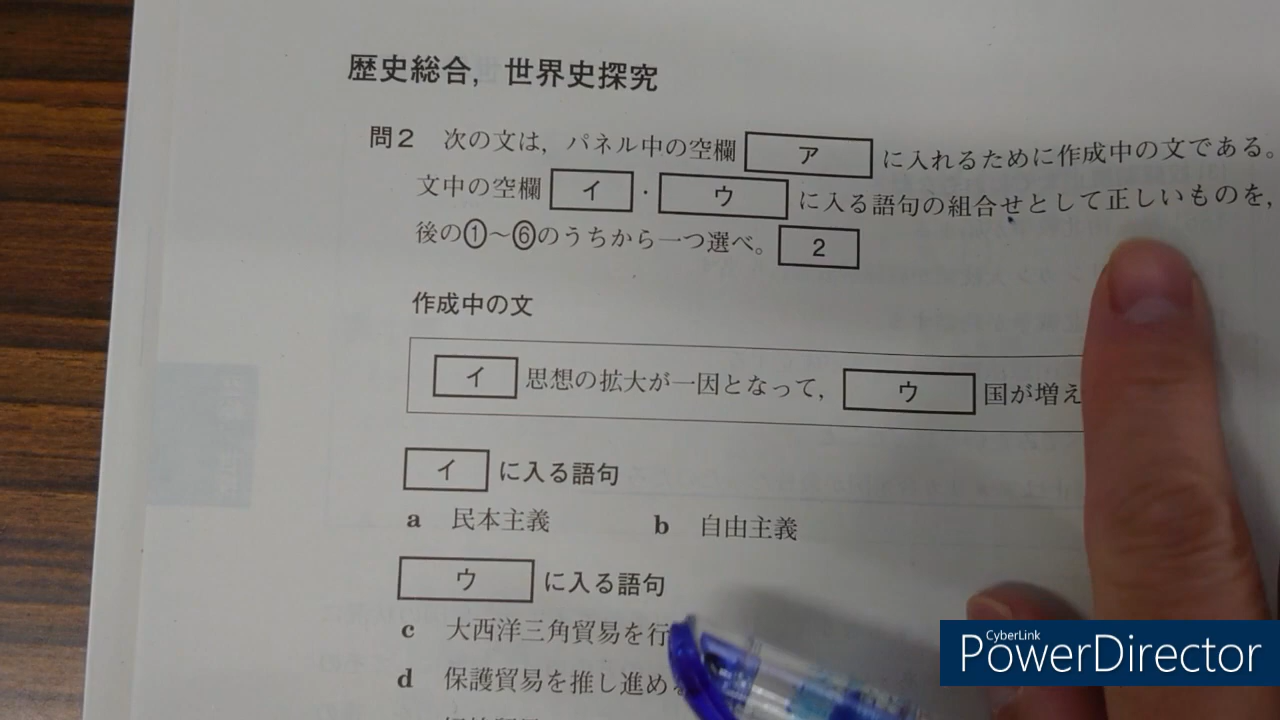 歴史総合，世界史探究
問2 次の文は，パネル中の空欄 ア に入れるために作成中の文である。
文中の空欄 イ ・ ウ に入る語句の組合せとして正しいものを，
後の①～⑥のうちから一つ選べ。 2
作成中の文
イ 思想の拡大が一因となって， ウ 国が増え
イ に入る語句
a 民本主義 b 自由主義
ウ に入る語句
c 大西洋三角貿易を行
d 保護貿易を推し進め
CyberLink
PowerDirector